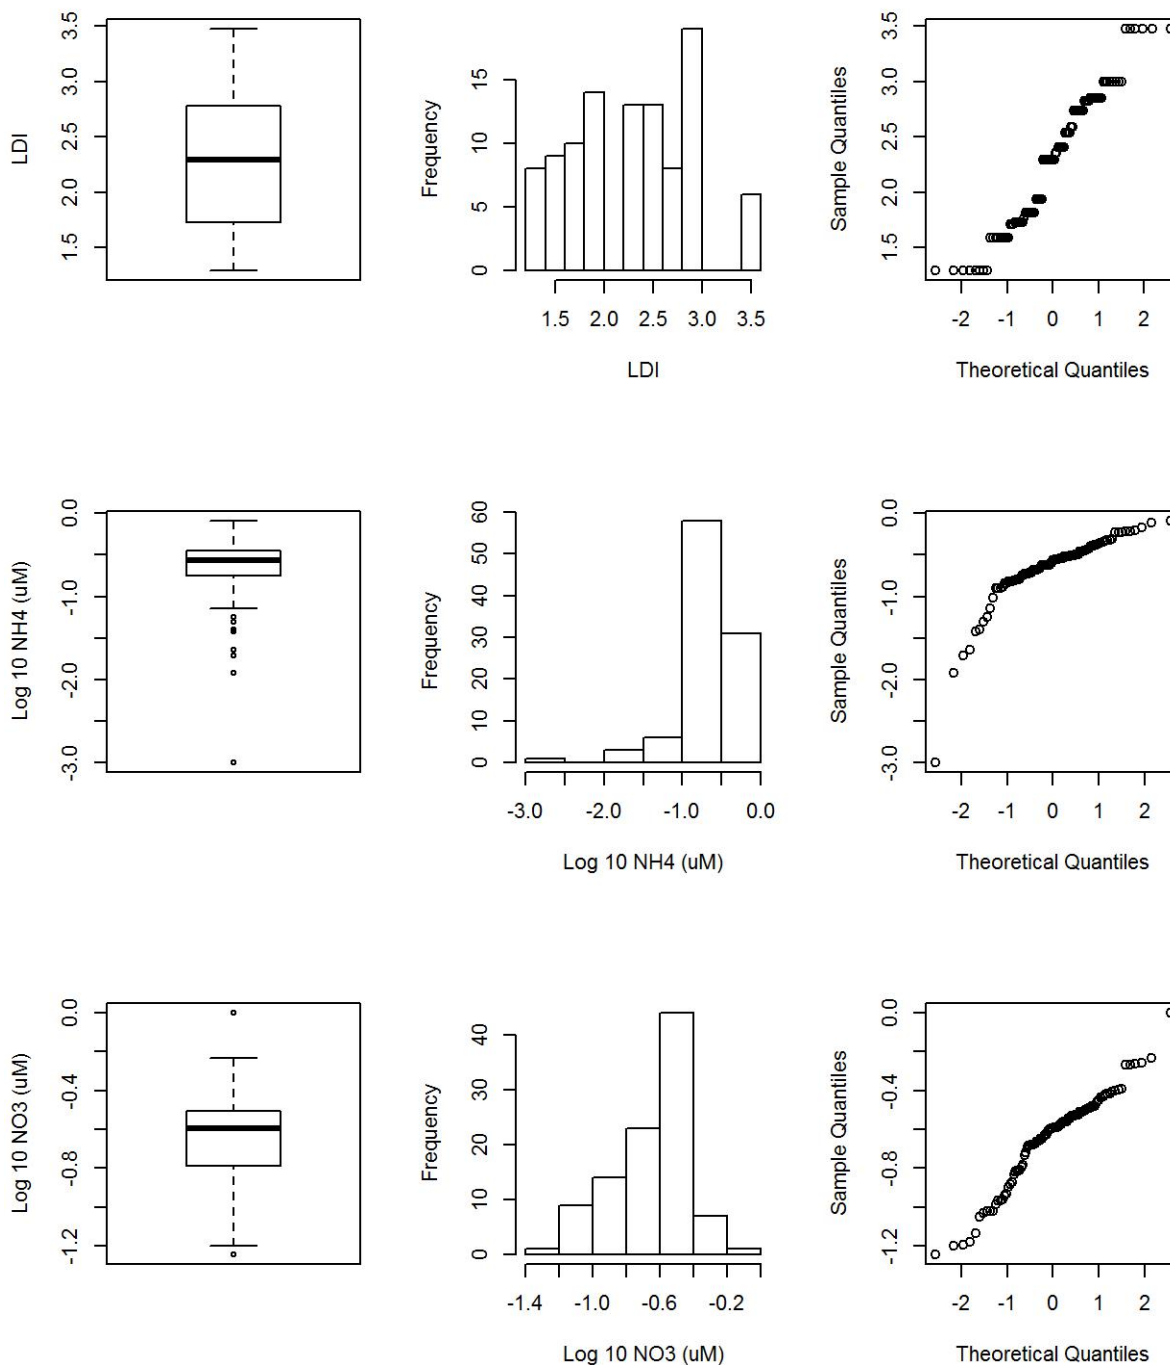 LDI
1.5 2.0 2.5 3.0 3.5
Frequency
0 5 10 15
1.5 2.0 2.5 3.0 3.5
LDI
Sample Quantiles
1.5 2.0 2.5 3.0 3.5
-2 -1 0 1 2
Theoretical Quantiles
Log 10 NH4 (uM)
-3.0 -2.0 -1.0 0.0
Frequency
0 10 20 30 40 50 60
-3.0 -2.0 -1.0 0.0
Log 10 NH4 (uM)
Sample Quantiles
-3.0 -2.0 -1.0 0.0
-2 -1 0 1 2
Theoretical Quantiles
Log 10 NO3 (uM)
-1.2 -0.8 -0.4 0.0
Frequency
0 10 20 30 40
-1.4 -1.0 -0.6 -0.2
Log 10 NO3 (uM)
Sample Quantiles
-1.2 -0.8 -0.4 0.0
-2 -1 0 1 2
Theoretical Quantiles